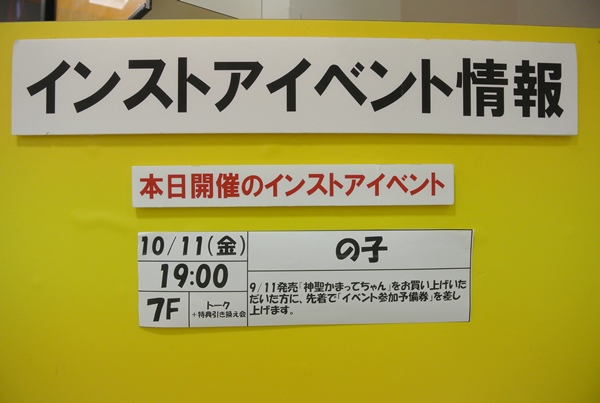 インストアイベント情報
本日開催のインストアイベント
10/11(金)
の子
19:00
9/11発売「神聖かまってちゃん」をお買い上げいた
だいた方に、先着で「イベント参加予備券」を差し
上げます。
7F
トーク
+特典引き換え会